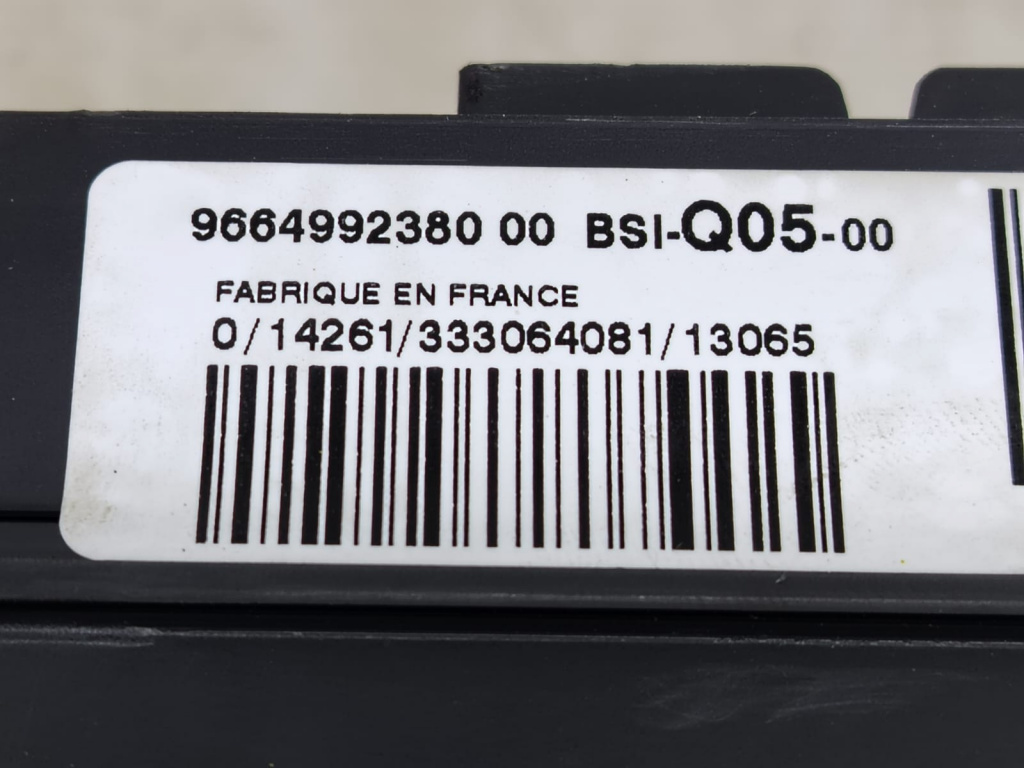 9664992380 00 BSI-Q05-00
FABRIQUE EN FRANCE
0/14261/333064081/13065